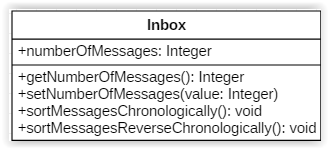 Inbox
+numberOfMessages: Integer
+getNumberOfMessages(): Integer
+setNumberOfMessages(value: Integer)
+sortMessagesChronologically(): void
+sortMessagesReverseChronologically(): void